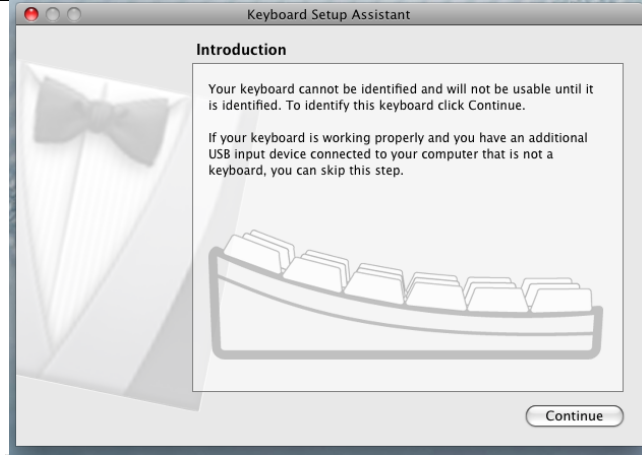 Keyboard Setup Assistant
Introduction
Your keyboard cannot be identified and will not be usable until it
is identified. To identify this keyboard click Continue.
If your keyboard is working properly and you have an additional
USB input device connected to your computer that is not a
keyboard, you can skip this step.
Continue